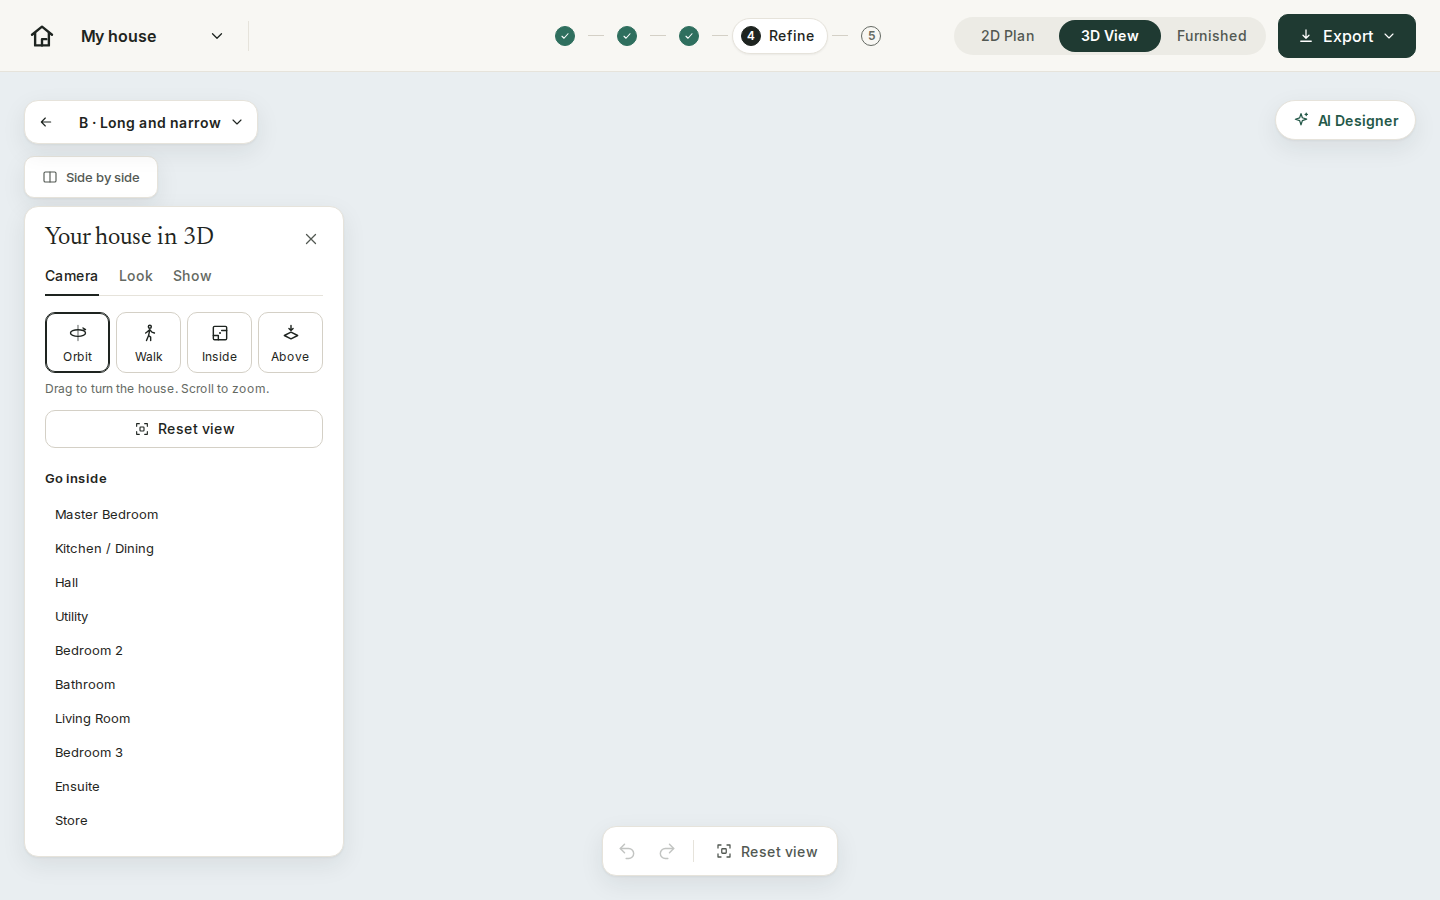 My house
4 Refine
5
2D Plan
3D View
Furnished
Export
B · Long and narrow
AI Designer
Side by side
Your house in 3D
Camera
Look
Show
Orbit
Walk
Inside
Above
Drag to turn the house. Scroll to zoom.
Reset view
Go inside
Master Bedroom
Kitchen / Dining
Hall
Utility
Bedroom 2
Bathroom
Living Room
Bedroom 3
Ensuite
Store
Reset view